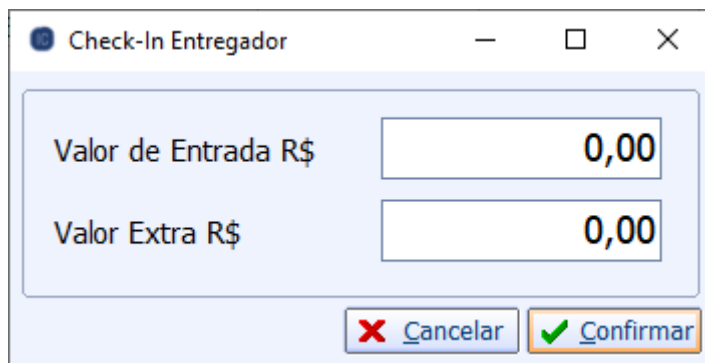 Check-In Entregador
Valor de Entrada R$ 0,00
Valor Extra R$ 0,00
Cancelar Confirmar